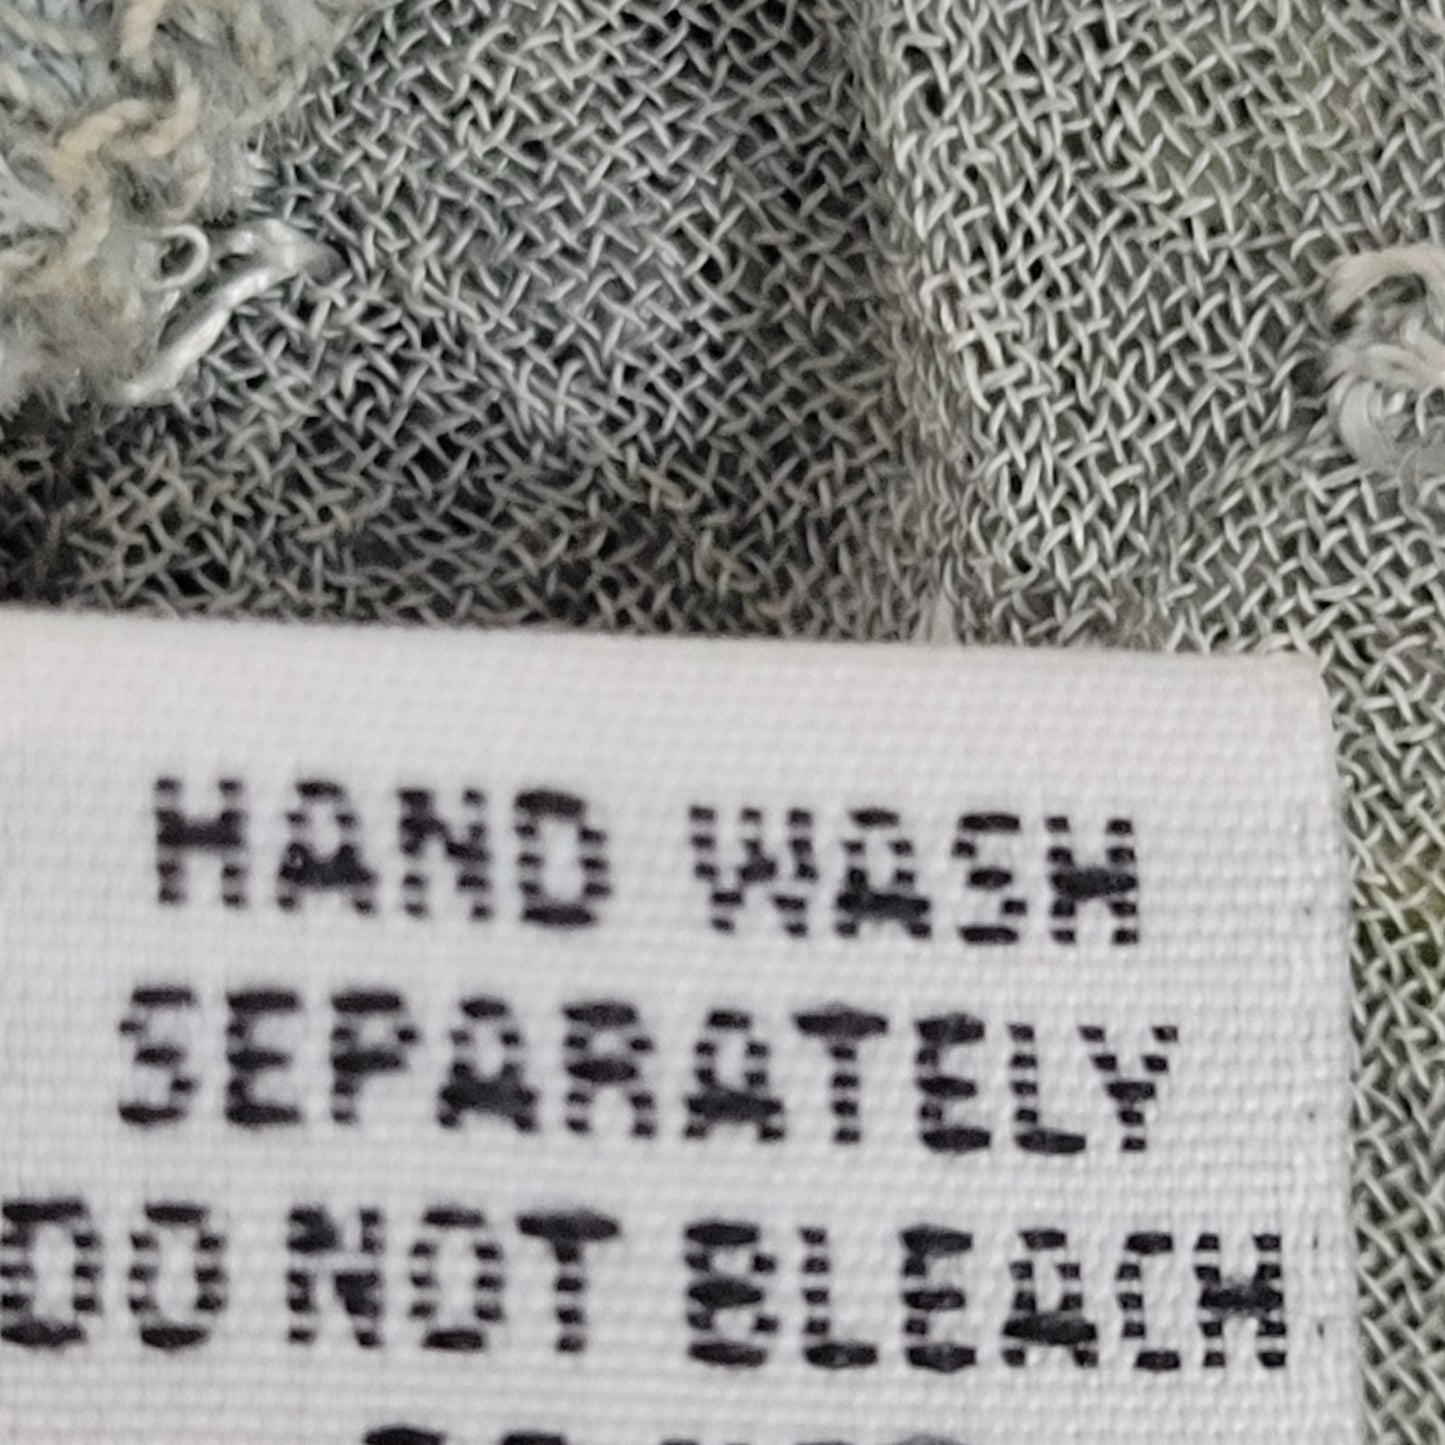 HAND WASH
SEPARATELY
DO NOT BLEACH